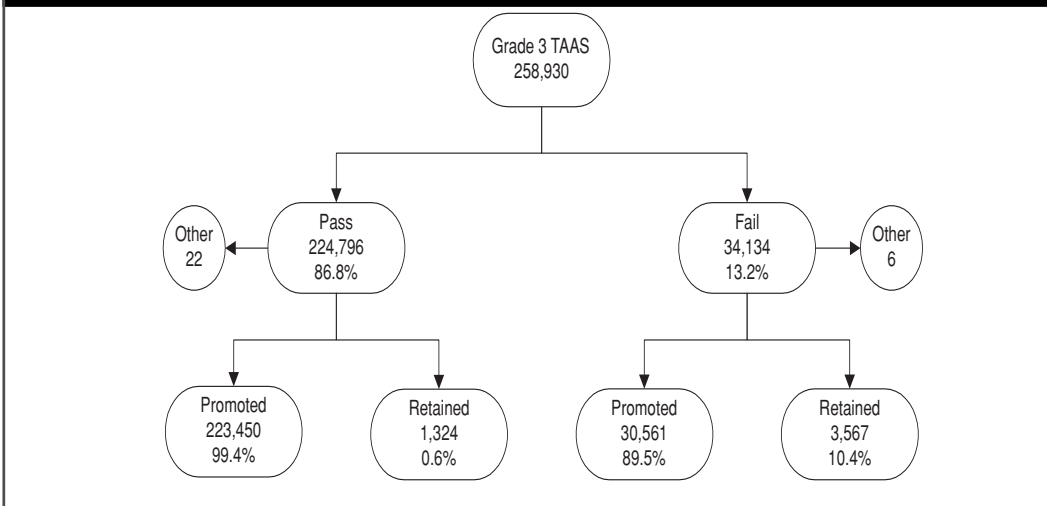 Grade 3 TAAS
258,930
Other
22
Pass
224,796
86.8%
Fail
34,134
13.2%
Other
6
Promoted
223,450
99.4%
Retained
1,324
0.6%
Promoted
30,561
89.5%
Retained
3,567
10.4%